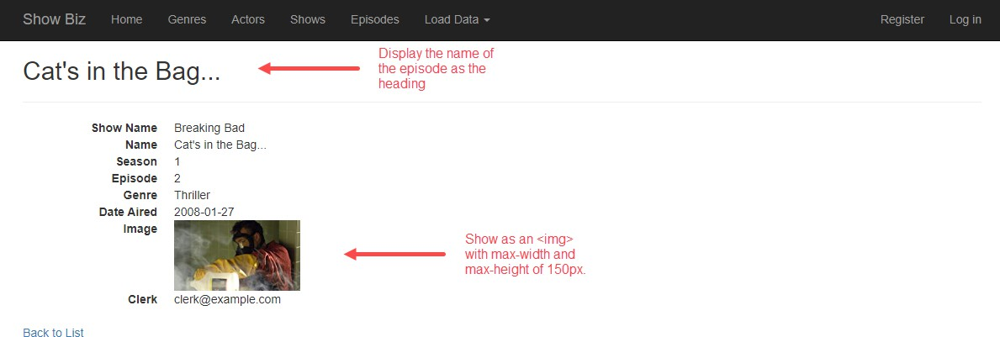 Show Biz Home Genres Actors Shows Episodes Load Data Register Log in
Cat's in the Bag...
Display the name of
the episode as the
heading
Show Name Breaking Bad
Name Cat's in the Bag...
Season 1
Episode 2
Genre Thriller
Date Aired 2008-01-27
Image
Show as an <img>
with max-width and
max-height of 150px.
Clerk clerk@example.com
Back to List